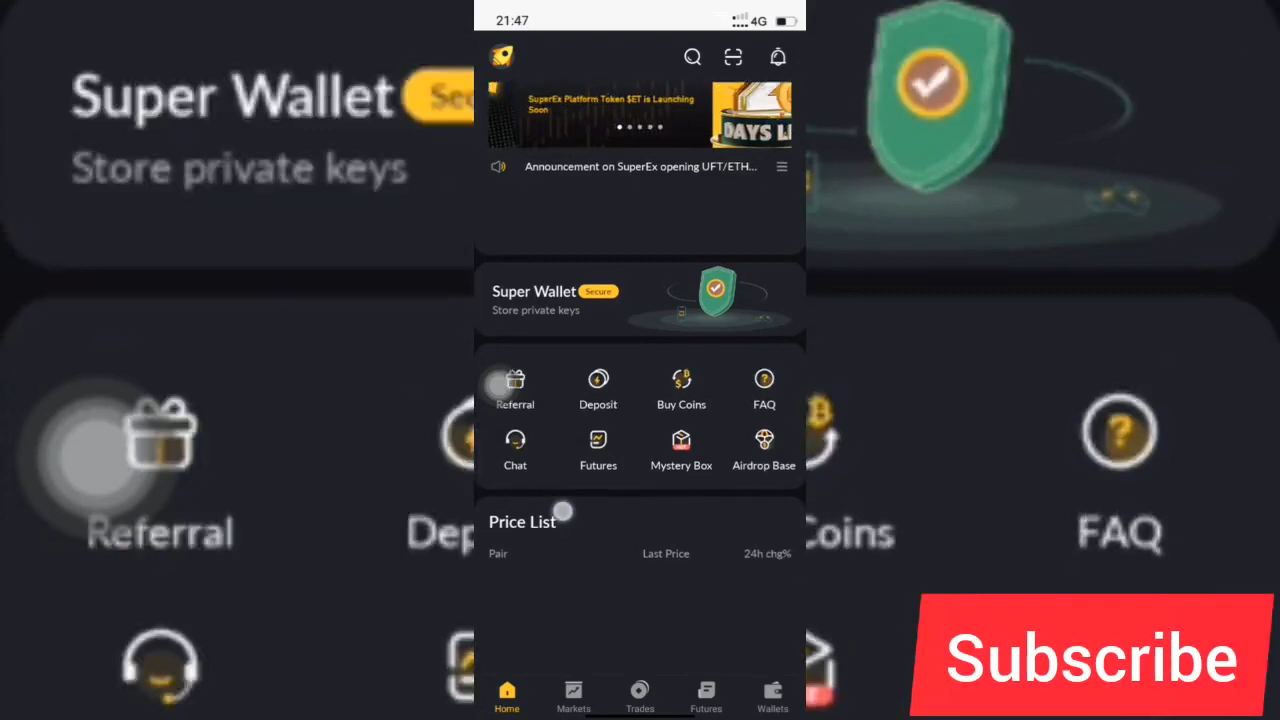 21:47
4G
SuperEx Platform Token $ET is Launching
Soon
DAYS
Announcement on SuperEx opening UFT/ETH...
Super Wallet Secure
Store private keys
Referral
Deposit
Buy Coins
FAQ
Chat
Futures
Mystery Box
Airdrop Base
Price List
Pair
Last Price
24h chg%
Home
Markets
Trades
Futures
Wallets
Super Wallet
Store private keys
Referral
Coins
FAQ
Subscribe